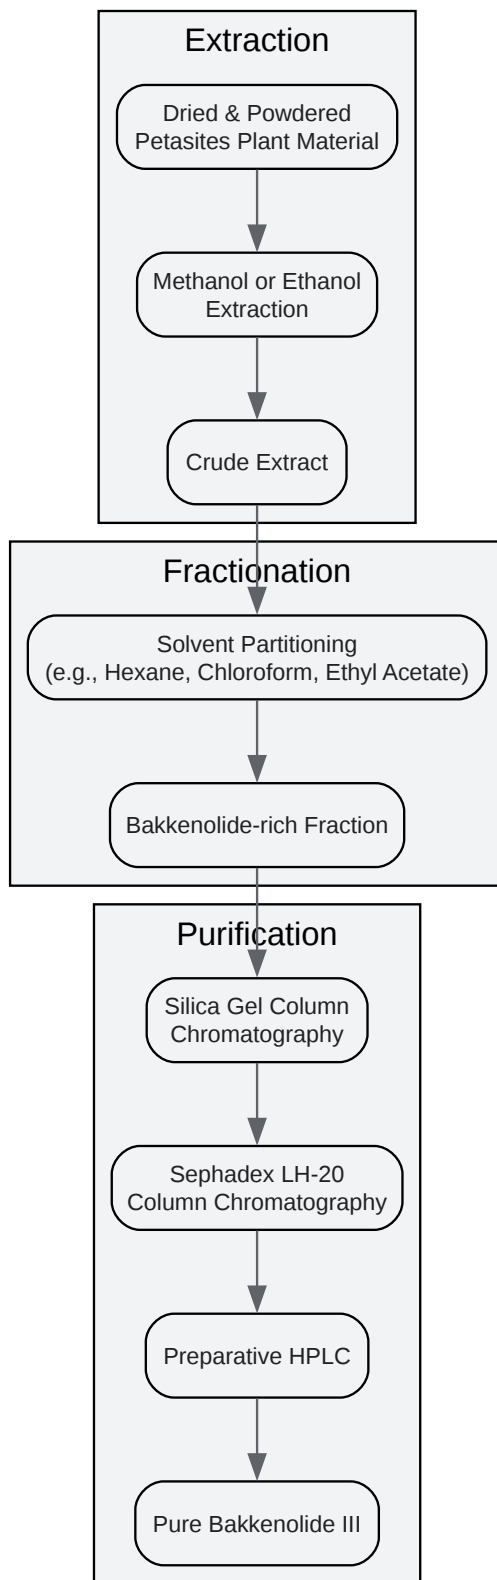 Extraction
Dried & Powdered
Petasites Plant Material
Methanol or Ethanol
Extraction
Crude Extract
Fractionation
Solvent Partitioning
(e.g., Hexane, Chloroform, Ethyl Acetate)
Bakkenolide-rich Fraction
Purification
Silica Gel Column
Chromatography
Sephadex LH-20
Column Chromatography
Preparative HPLC
Pure Bakkenolide III